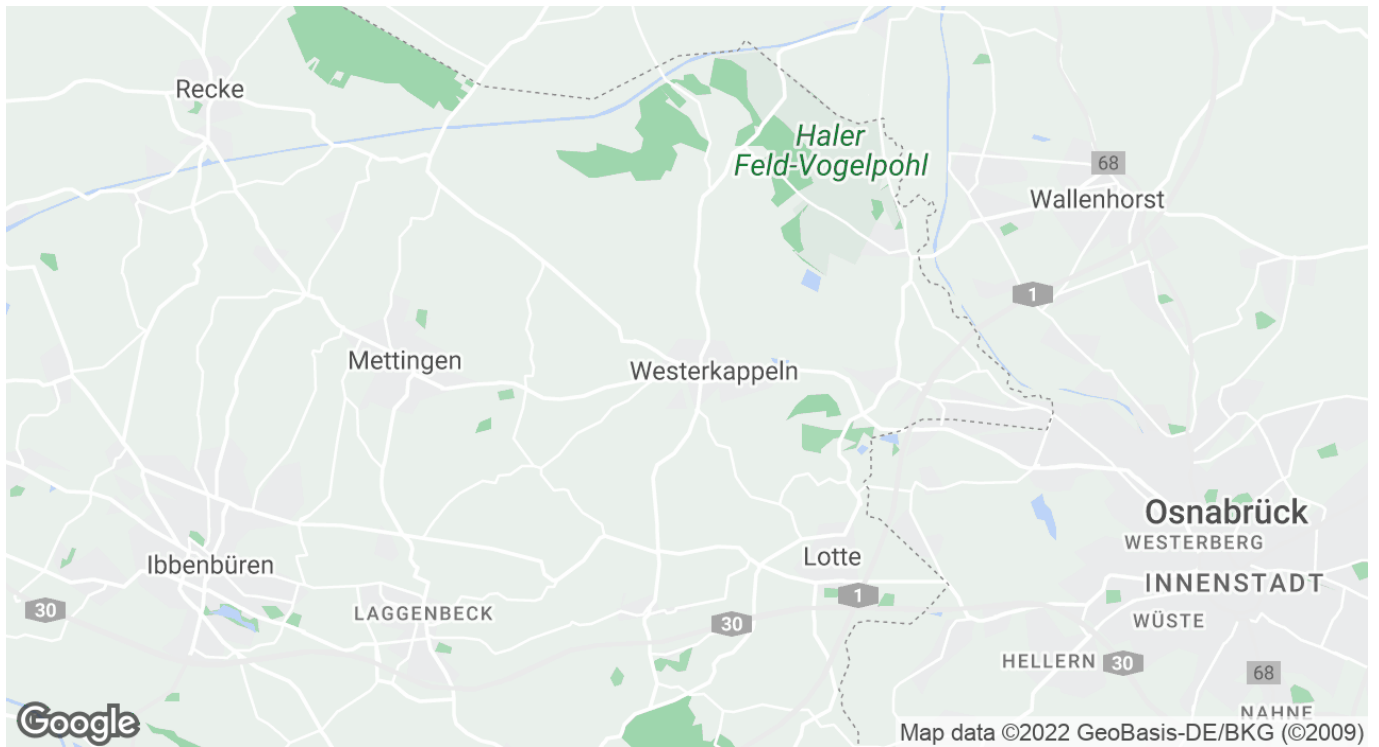 Recke
Haler
Feld-Vogelpohl
68
Wallenhorst
1
Mettingen
Westerkappeln
Osnabrück
WESTERBERG
Lotte
Ibbenbüren
INNENSTADT
30
1
LAGGENBECK
30
WÜSTE
HELLERN
30
68
NAHNE
Google
Map data ©2022 GeoBasis-DE/BKG (©2009)